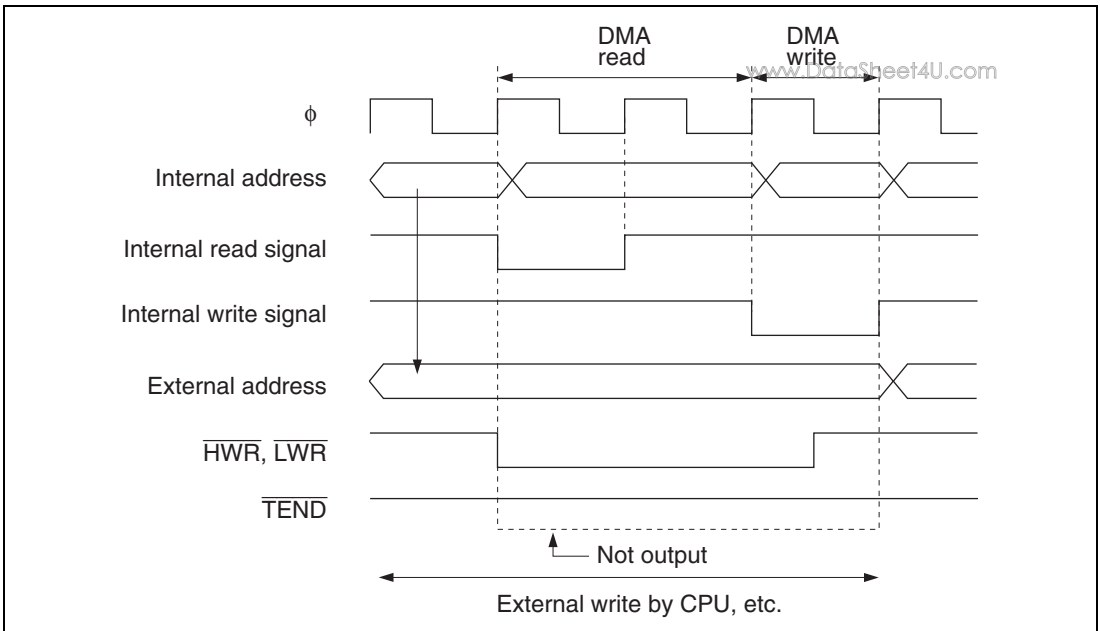 DMA read
DMA write
www.DataSheet4U.com
φ
Internal address
Internal read signal
Internal write signal
External address
HWR, LWR
TEND
Not output
External write by CPU, etc.